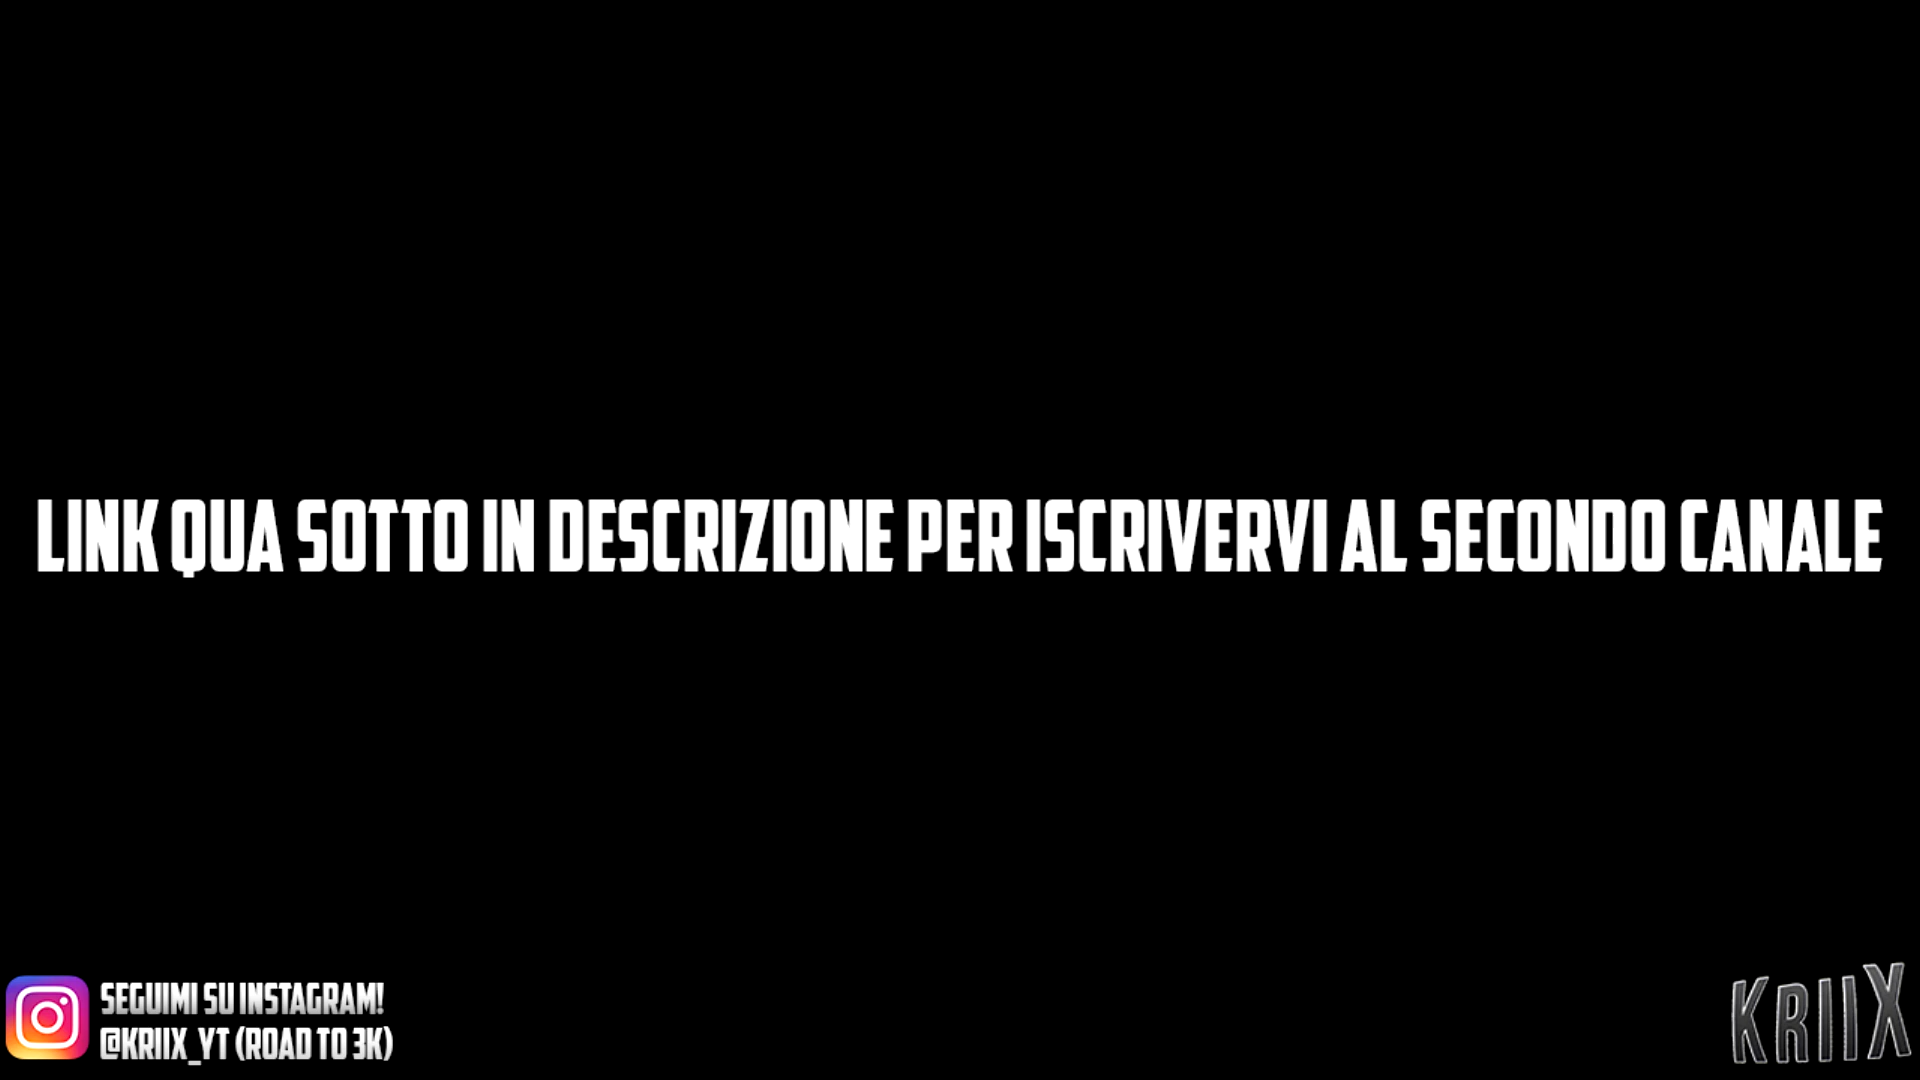 LINK QUA SOTTO IN DESCRIZIONE PER ISCRIVERVI AL SECONDO CANALE
SEGUIMI SU INSTAGRAM!
@KRIIX_YT (ROAD TO 3K)
KRIIX